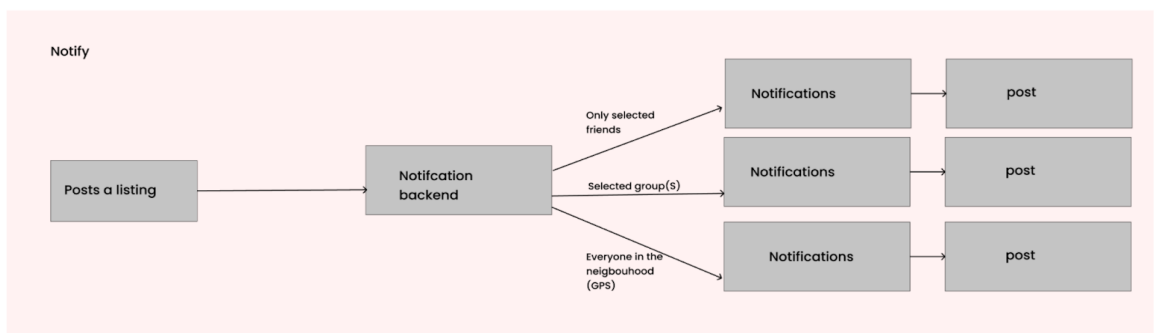 Notify
Posts a listing
Notifcation
backend
Only selected
friends
Selected group(S)
Everyone in the
neigbouhood
(GPS)
Notifications
post
Notifications
post
Notifications
post